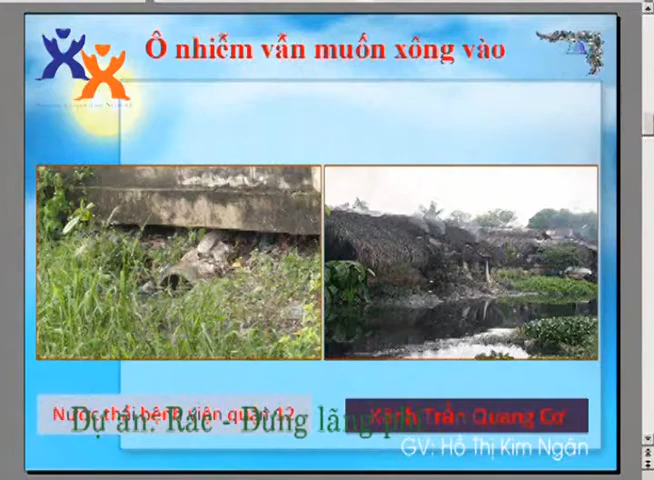 Ô nhiễm vẫn muốn xông vào
Nước thải bệnh viện quận 12
Kênh Trần Quang Cơ
Dự án: Rác - Đừng lãng phí
GV: Hồ Thị Kim Ngân